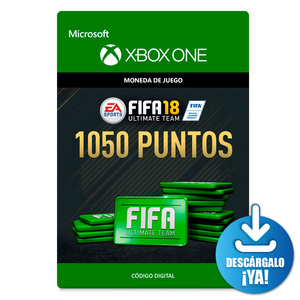 Microsoft
XBOX ONE
MONEDA DE JUEGO
EA SPORTS FIFA 18 FIFA
ULTIMATE TEAM
1050 PUNTOS
FIFA
ULTIMATE TEAM
CÓDIGO DIGITAL
DESCÁRGALO
¡YA!